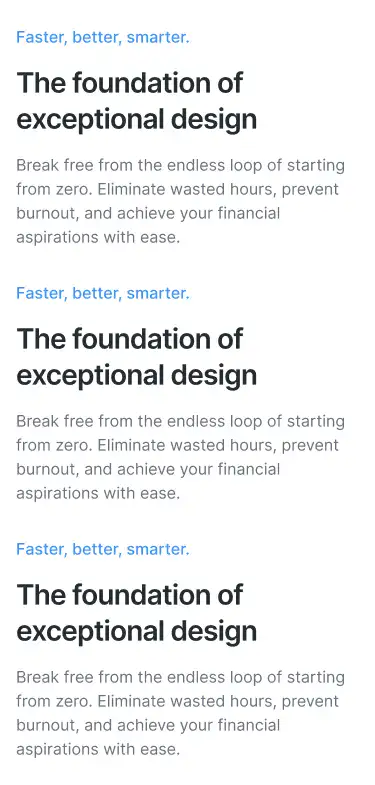 Faster, better, smarter.
The foundation of
exceptional design
Break free from the endless loop of starting
from zero. Eliminate wasted hours, prevent
burnout, and achieve your financial
aspirations with ease.
Faster, better, smarter.
The foundation of
exceptional design
Break free from the endless loop of starting
from zero. Eliminate wasted hours, prevent
burnout, and achieve your financial
aspirations with ease.
Faster, better, smarter.
The foundation of
exceptional design
Break free from the endless loop of starting
from zero. Eliminate wasted hours, prevent
burnout, and achieve your financial
aspirations with ease.